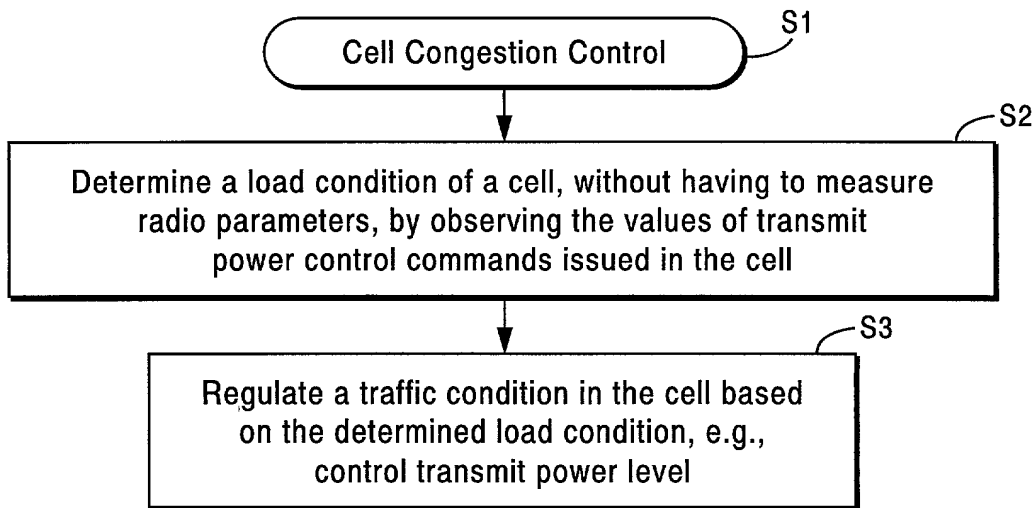 S1
Cell Congestion Control
S2
Determine a load condition of a cell, without having to measure
radio parameters, by observing the values of transmit
power control commands issued in the cell
S3
Regulate a traffic condition in the cell based
on the determined load condition, e.g.,
control transmit power level